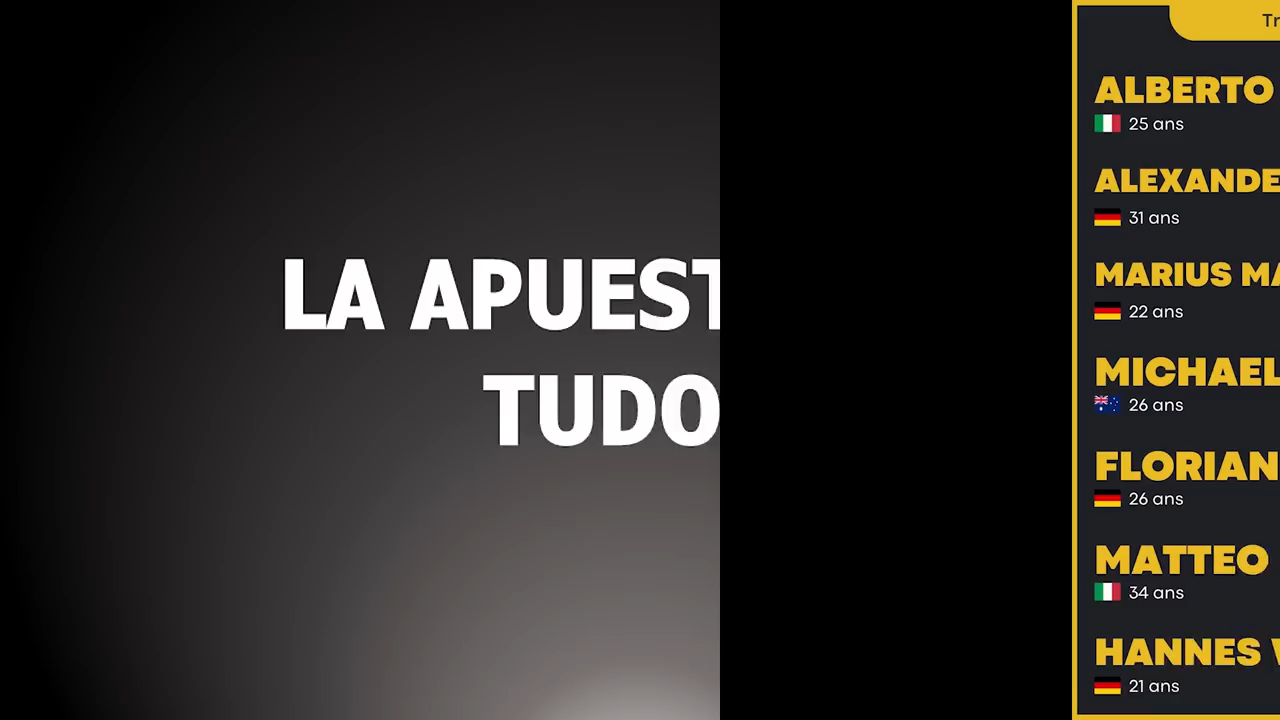 LA APUEST
TUDO
Tr
ALBERTO
25 ans
ALEXANDE
31 ans
MARIUS MA
22 ans
MICHAEL
26 ans
FLORIAN
26 ans
MATTEO
34 ans
HANNES
21 ans